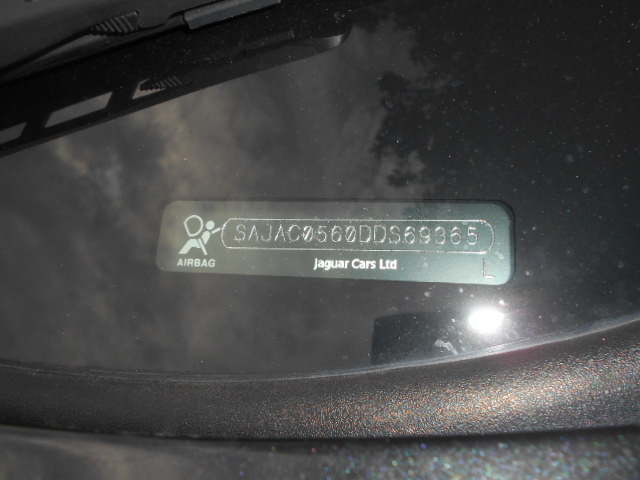 SAJAC0560DDS69365
AIRBAG
Jaguar Cars Ltd
L